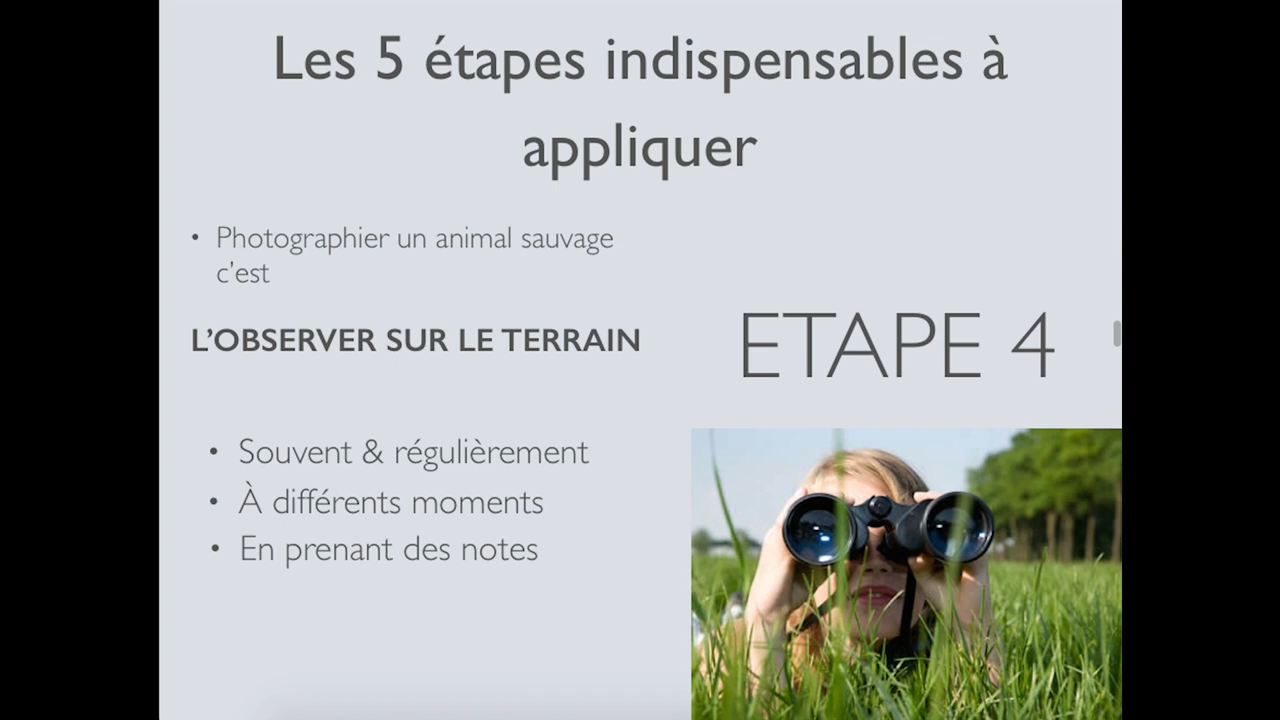 Les 5 étapes indispensables à
appliquer
• Photographier un animal sauvage
c’est
L’OBSERVER SUR LE TERRAIN
ETAPE 4
• Souvent & régulièrement
• À différents moments
• En prenant des notes